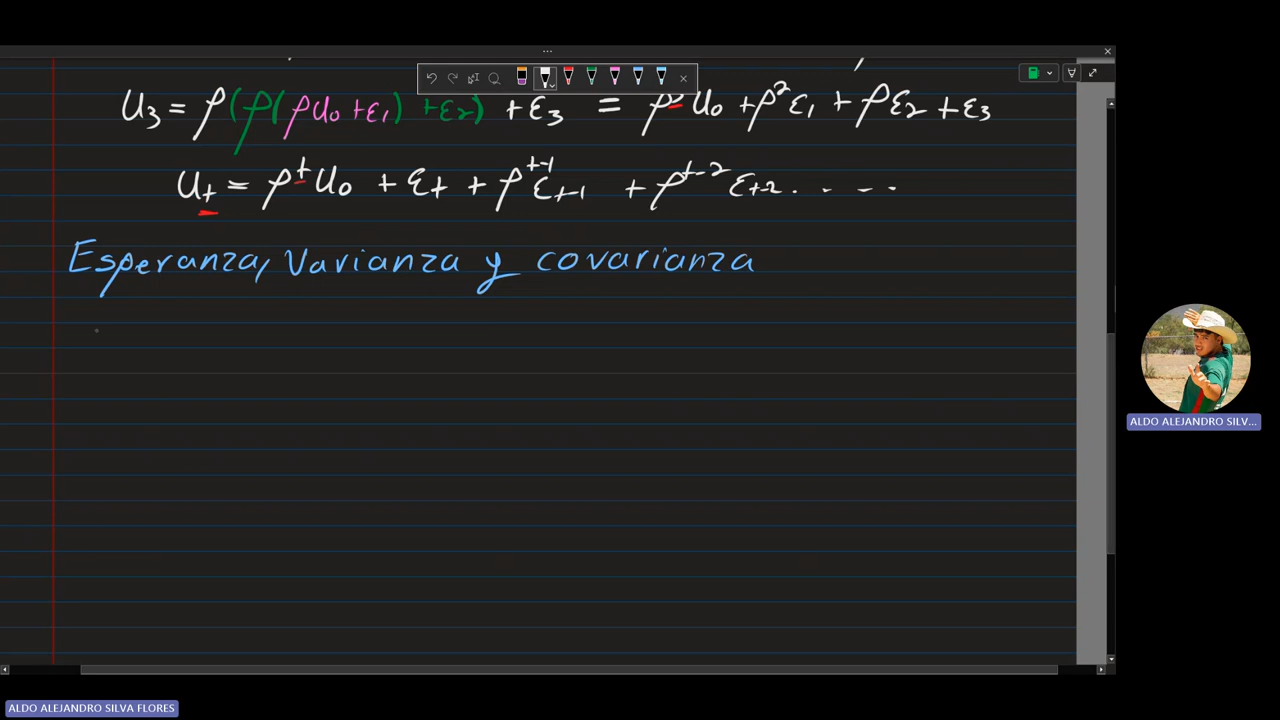 U₃ = ρ(ρ(ρU₀+ε₁)+ε₂) + ε₃ = ρ³U₀ + ρ²ε₁ + ρε₂ + ε₃
Uₜ = ρᵗU₀ + εₜ + ρᵗ⁻¹εₜ₋₁ + ρᵗ⁻²εₜ₋₂ . . . .
Esperanza, Varianza y covarianza
ALDO ALEJANDRO SILV...
ALDO ALEJANDRO SILVA FLORES